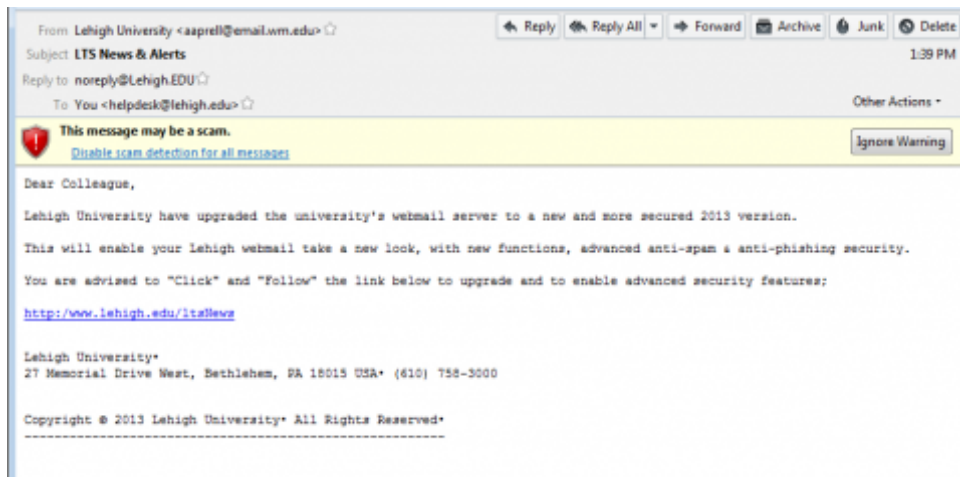 From Lehigh University <aaprell@email.wm.edu>
Reply Reply All Forward Archive Junk Delete
Subject LTS News & Alerts 1:39 PM
Reply to noreply@Lehigh.EDU
To You <helpdesk@lehigh.edu> Other Actions
This message may be a scam.
Disable scam detection for all messages
Ignore Warning
Dear Colleague,
Lehigh University have upgraded the university's webmail server to a new and more secured 2013 version.
This will enable your Lehigh webmail take a new look, with new functions, advanced anti-spam & anti-phishing security.
You are advised to "Click" and "Follow" the link below to upgrade and to enable advanced security features;
http:/www.lehigh.edu/ltsNews
Lehigh University•
27 Memorial Drive West, Bethlehem, PA 18015 USA• (610) 758-3000
Copyright © 2013 Lehigh University• All Rights Reserved•